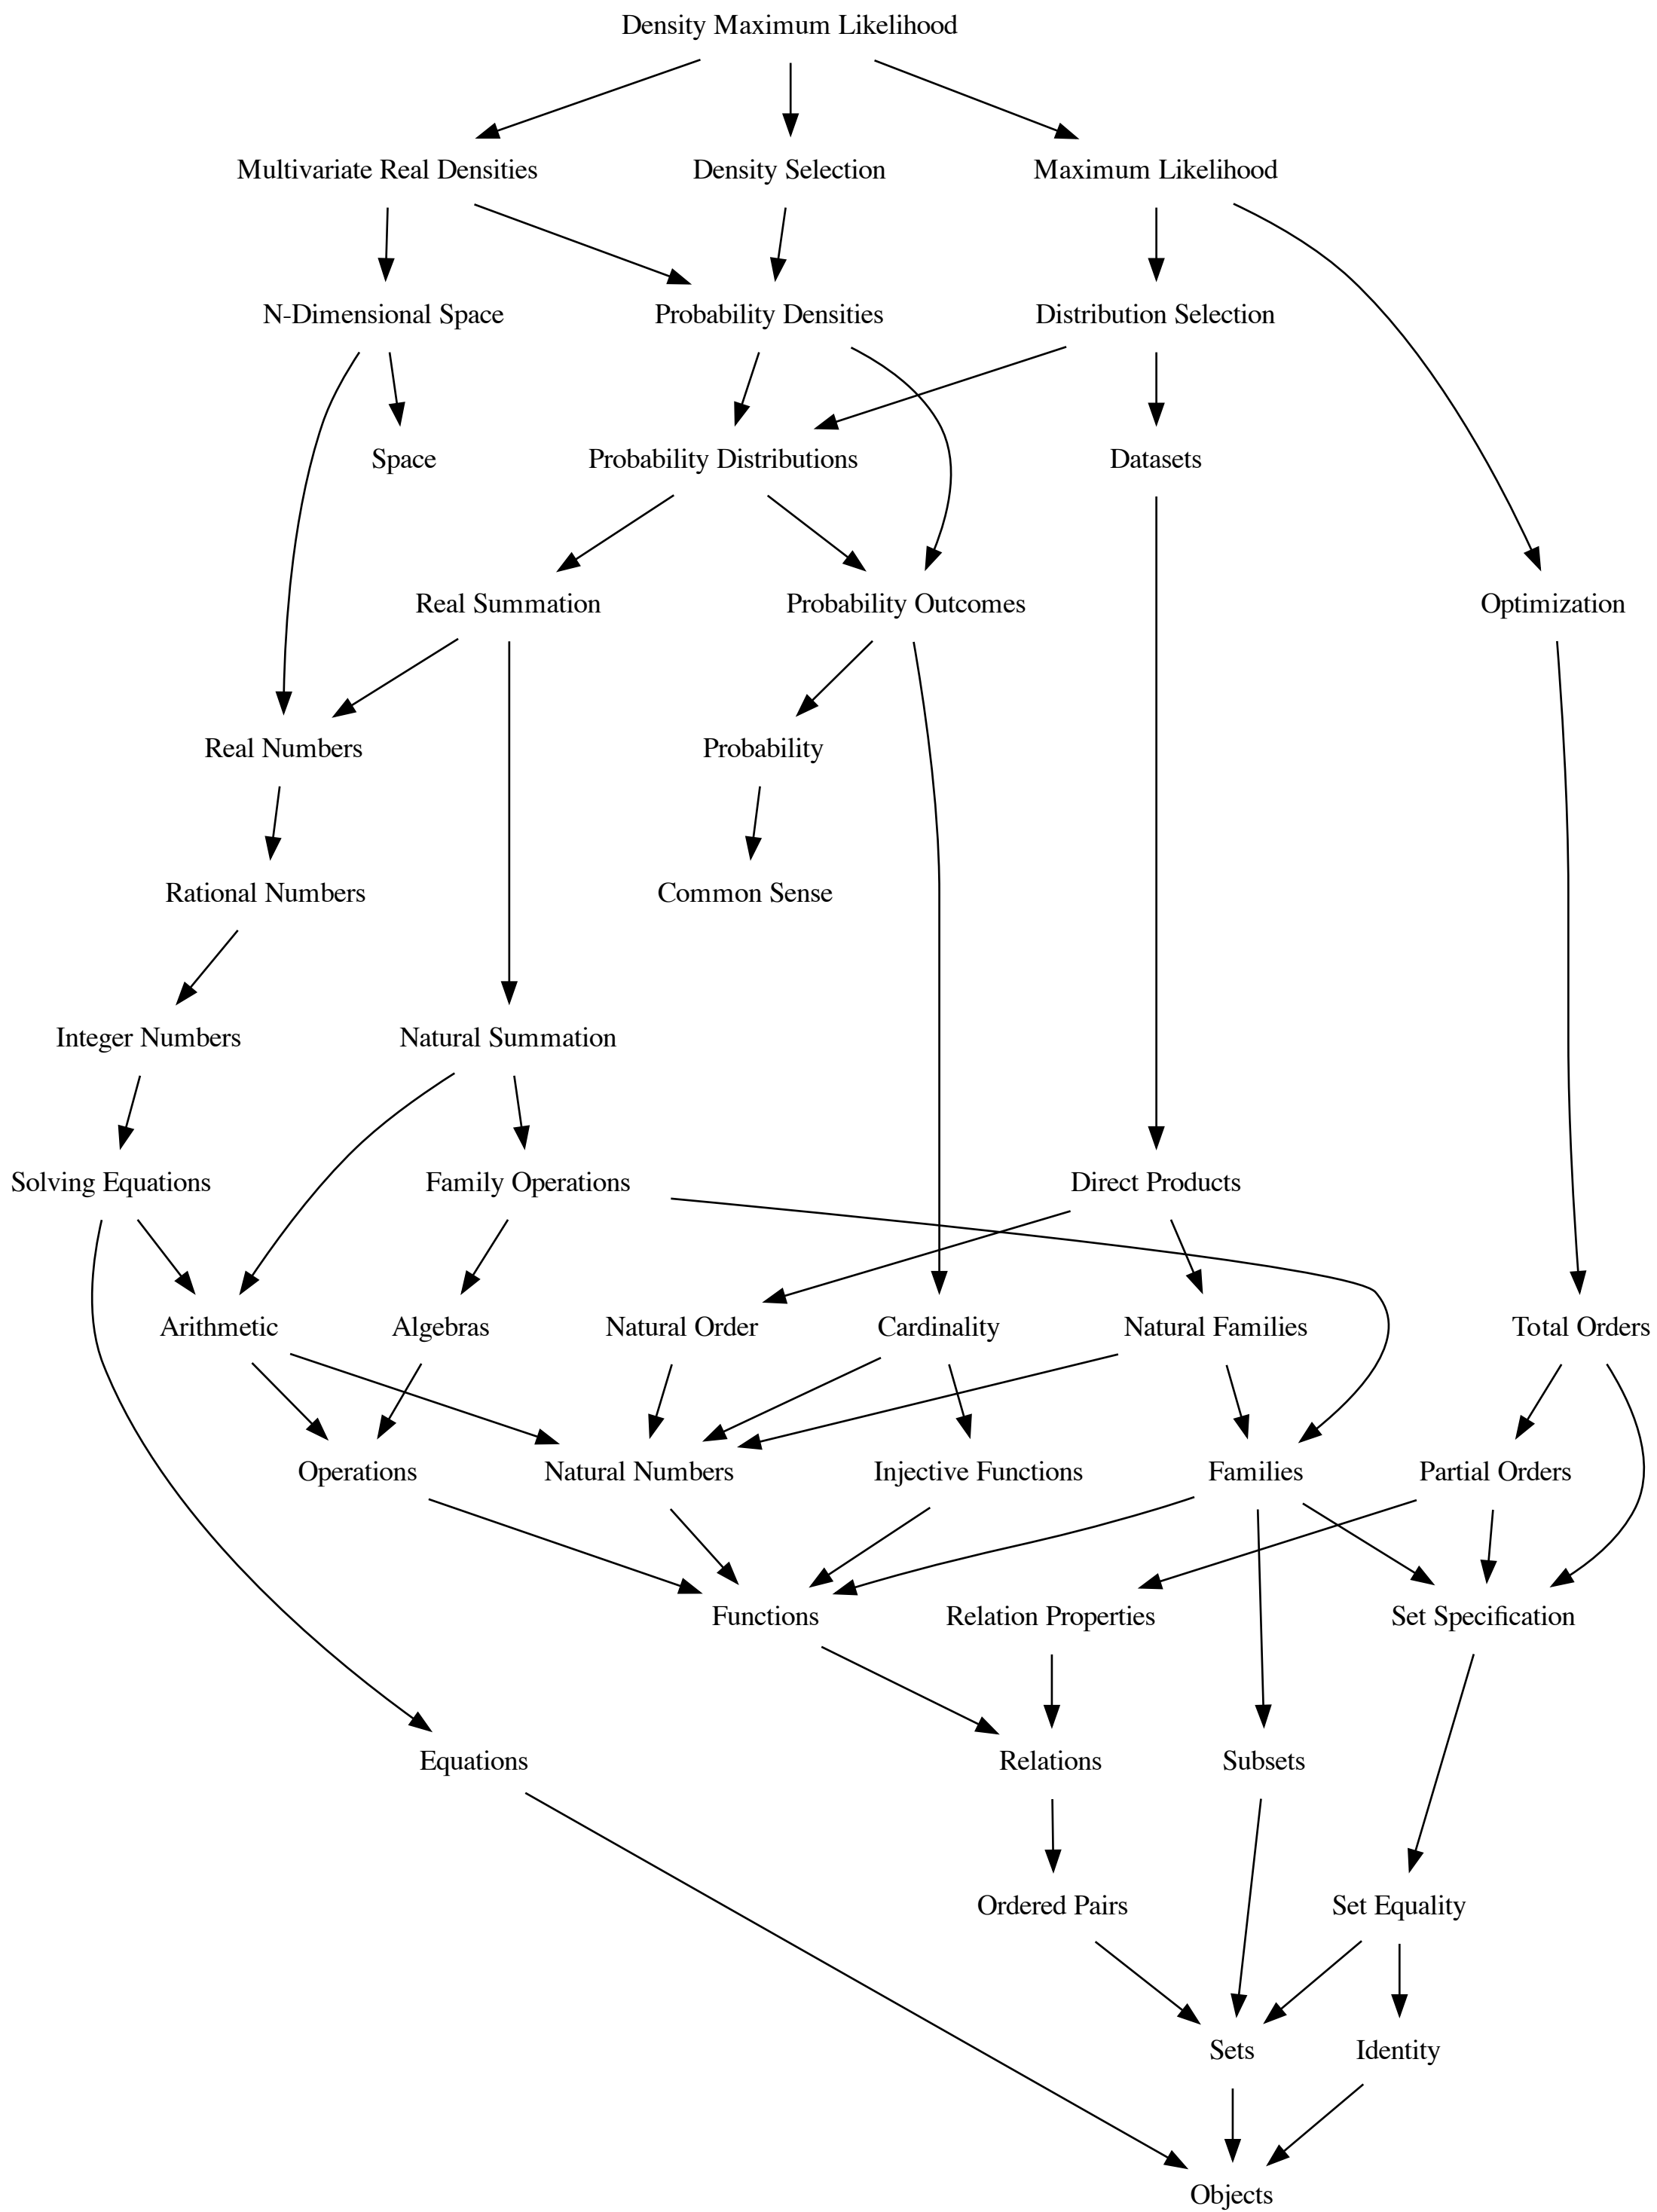 Density Maximum Likelihood
Multivariate Real Densities
Density Selection
Maximum Likelihood
N-Dimensional Space
Probability Densities
Distribution Selection
Space
Probability Distributions
Datasets
Real Summation
Probability Outcomes
Optimization
Real Numbers
Probability
Rational Numbers
Common Sense
Integer Numbers
Natural Summation
Solving Equations
Family Operations
Direct Products
Arithmetic
Algebras
Natural Order
Cardinality
Natural Families
Total Orders
Operations
Natural Numbers
Injective Functions
Families
Partial Orders
Functions
Relation Properties
Set Specification
Equations
Relations
Subsets
Ordered Pairs
Set Equality
Sets
Identity
Objects